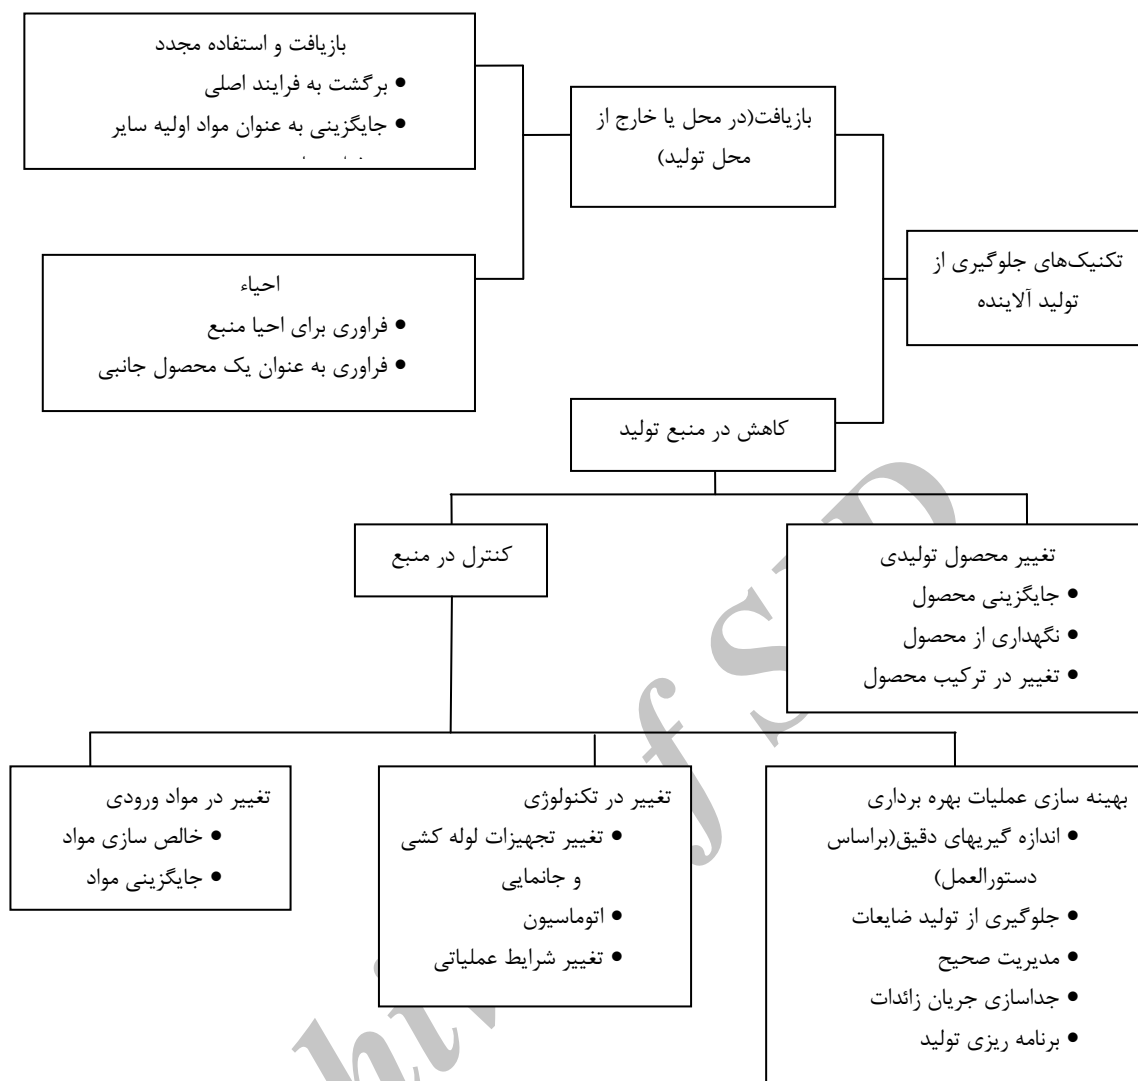 بازیافت و استفاده مجدد
• برگشت به فرایند اصلی
• جایگزینی به عنوان مواد اولیه سایر
بازیافت(در محل یا خارج از
محل تولید)
تکنیک‌های جلوگیری از
تولید آلاینده
احیاء
• فراوری برای احیا منبع
• فراوری به عنوان یک محصول جانبی
کاهش در منبع تولید
کنترل در منبع
تغییر محصول تولیدی
• جایگزینی محصول
• نگهداری از محصول
• تغییر در ترکیب محصول
بهینه سازی عملیات بهره برداری
• اندازه گیریهای دقیق(براساس
دستورالعمل)
• جلوگیری از تولید ضایعات
• مدیریت صحیح
• جداسازی جریان زائدات
• برنامه ریزی تولید
تغییر در تکنولوژی
• تغییر تجهیزات لوله کشی
و جانمایی
• اتوماسیون
• تغییر شرایط عملیاتی
تغییر در مواد ورودی
• خالص سازی مواد
• جایگزینی مواد